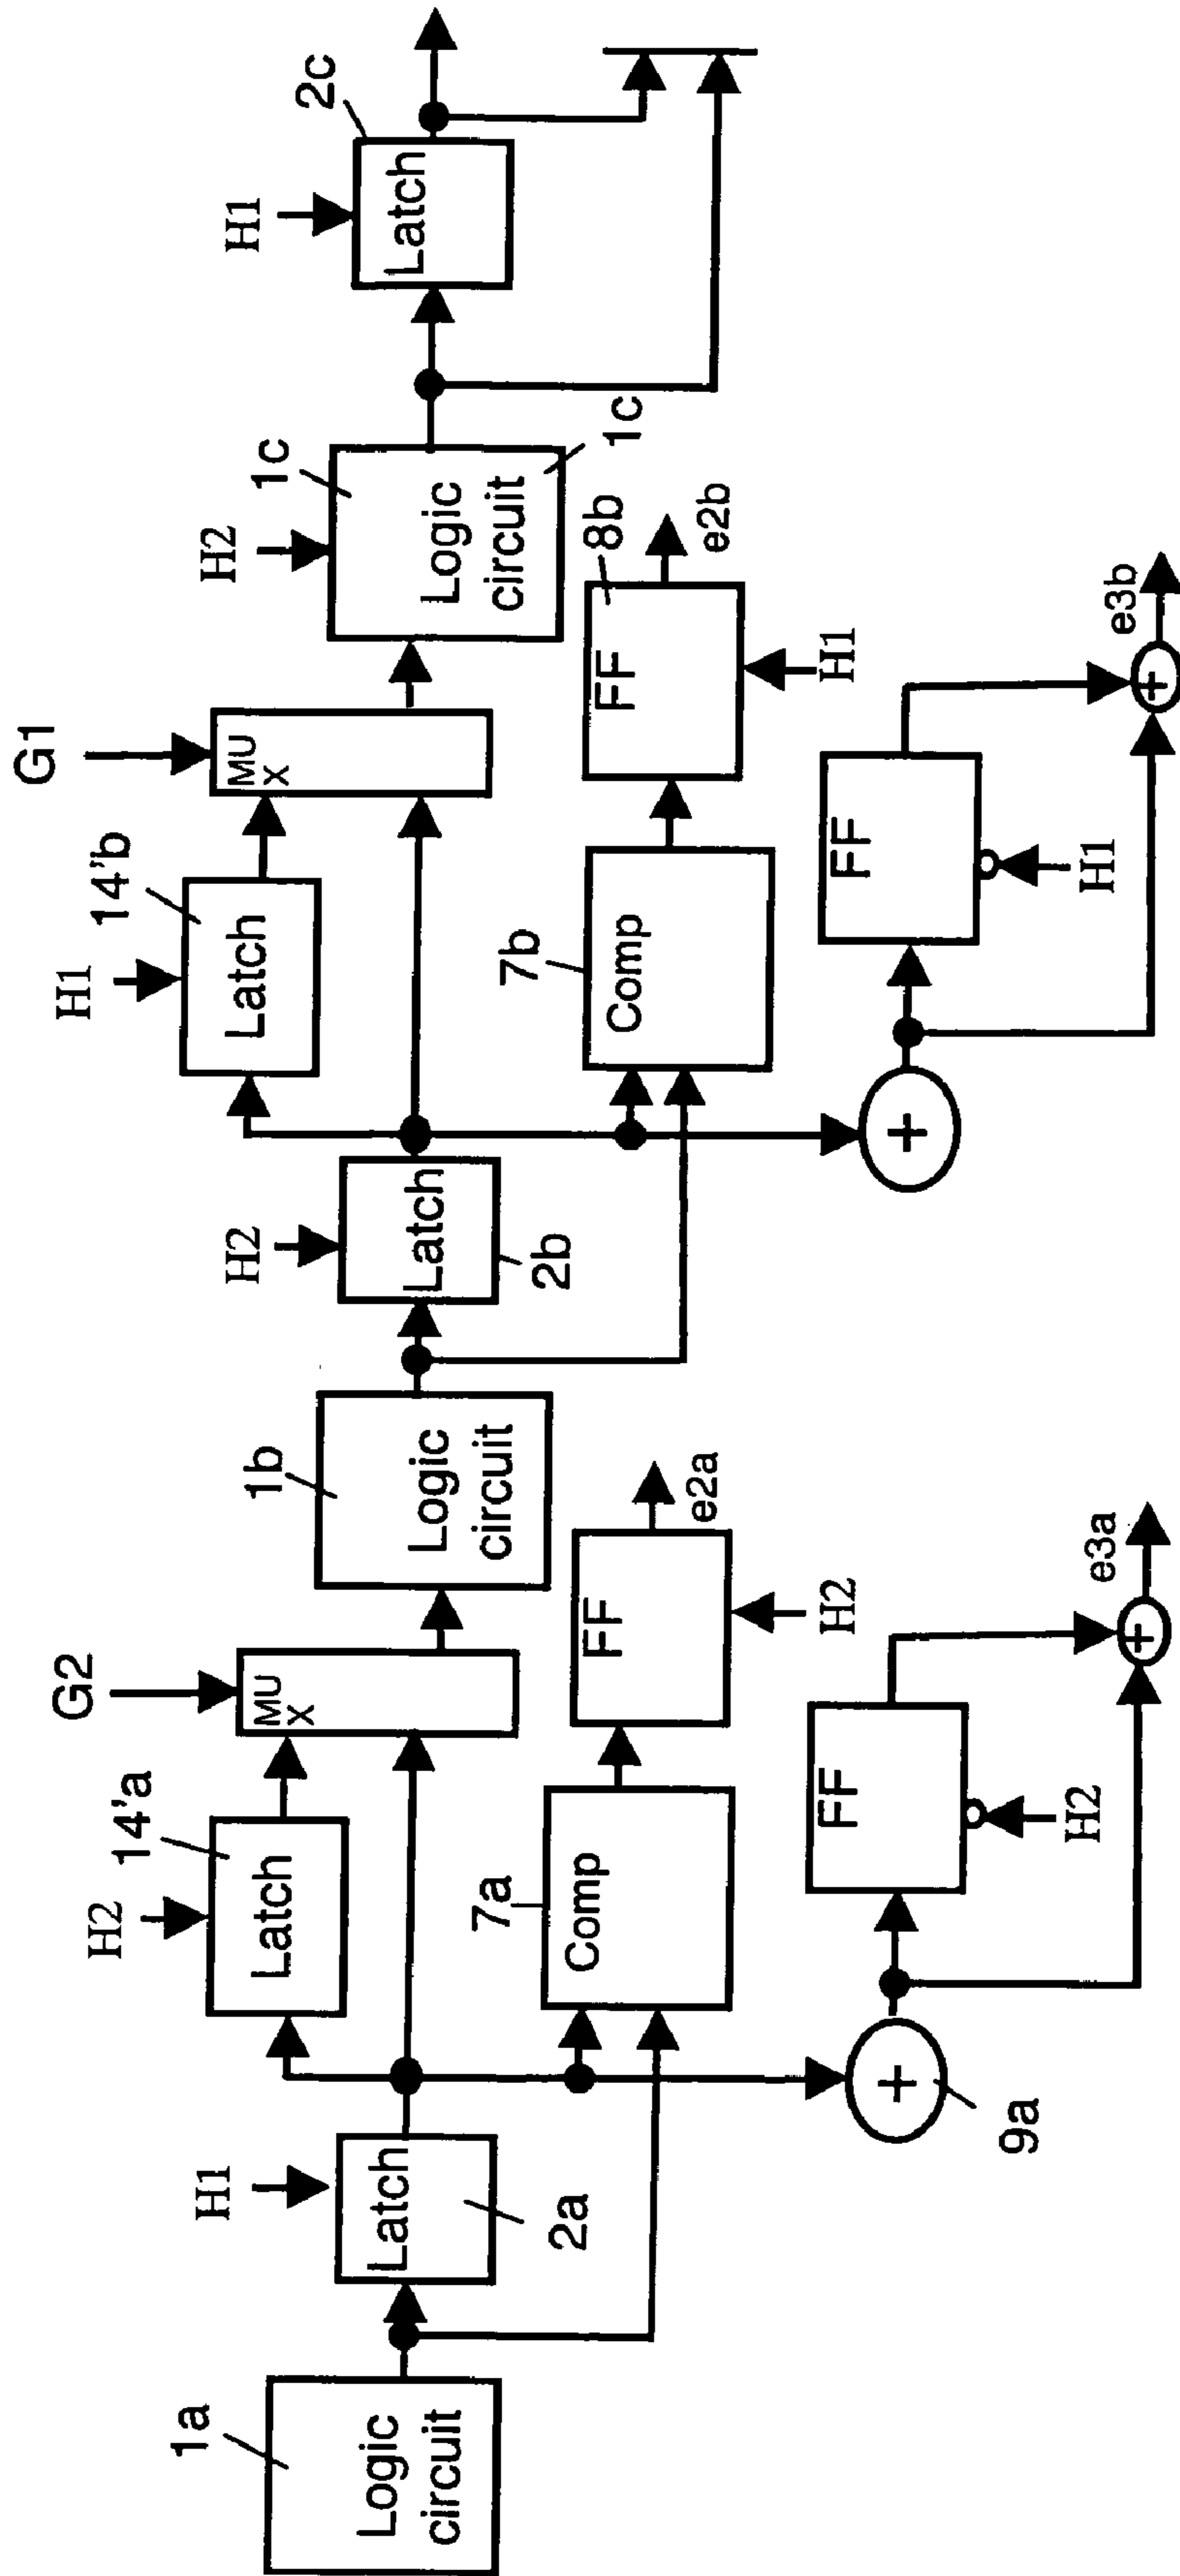 1a
Logic
circuit
H1
Latch
2a
H2
14'a
Latch
G2
MU
X
7a
Comp
FF
H2
e2a
9a
+
FF
H2
+
e3a
1b
Logic
circuit
H2
Latch
2b
H1
14'b
Latch
G1
MU
X
7b
Comp
8b
FF
H1
e2b
+
FF
H1
+
e3b
H2
1c
Logic
circuit
1c
H1
Latch
2c